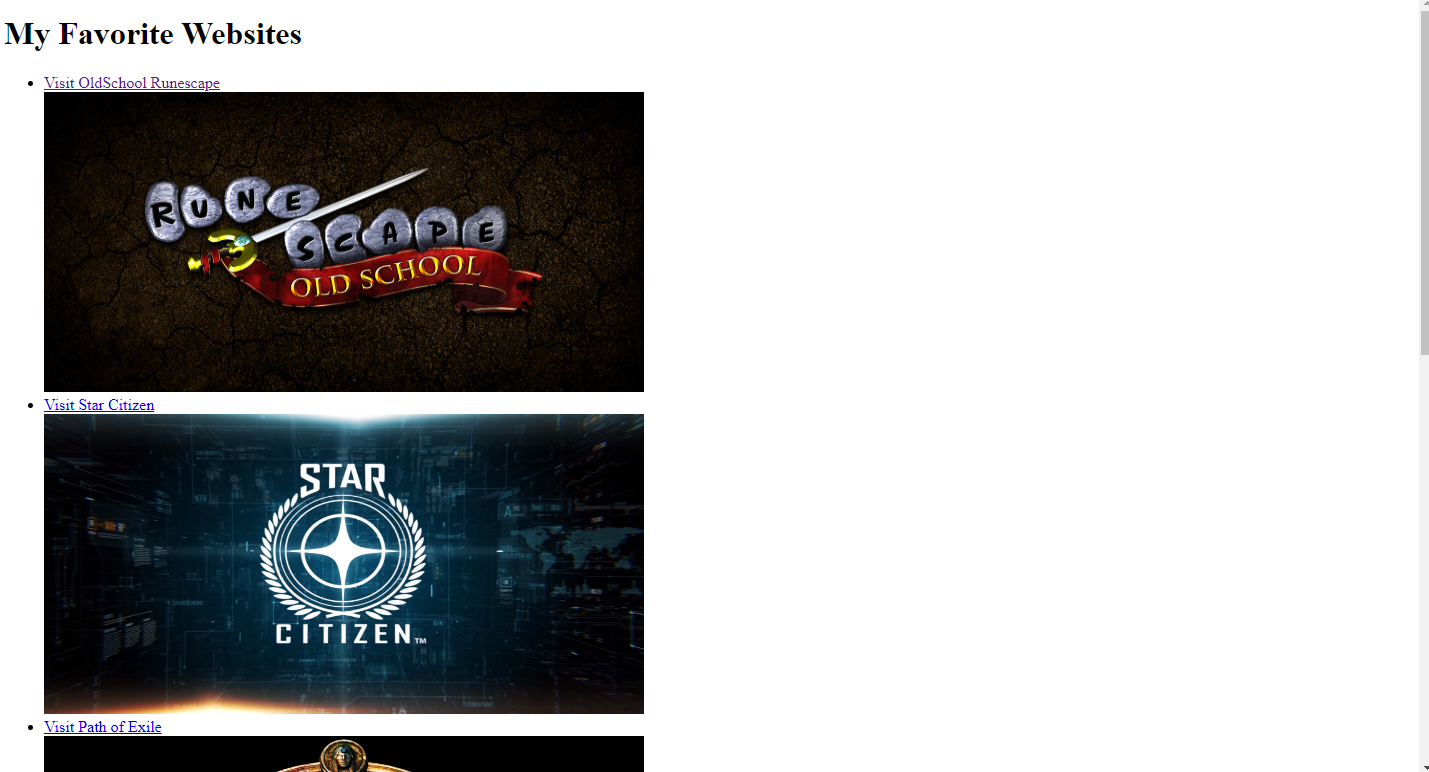 My Favorite Websites
Visit OldSchool Runescape
RUNE
SCAPE
OLD SCHOOL
Visit Star Citizen
STAR
CITIZEN™
Visit Path of Exile